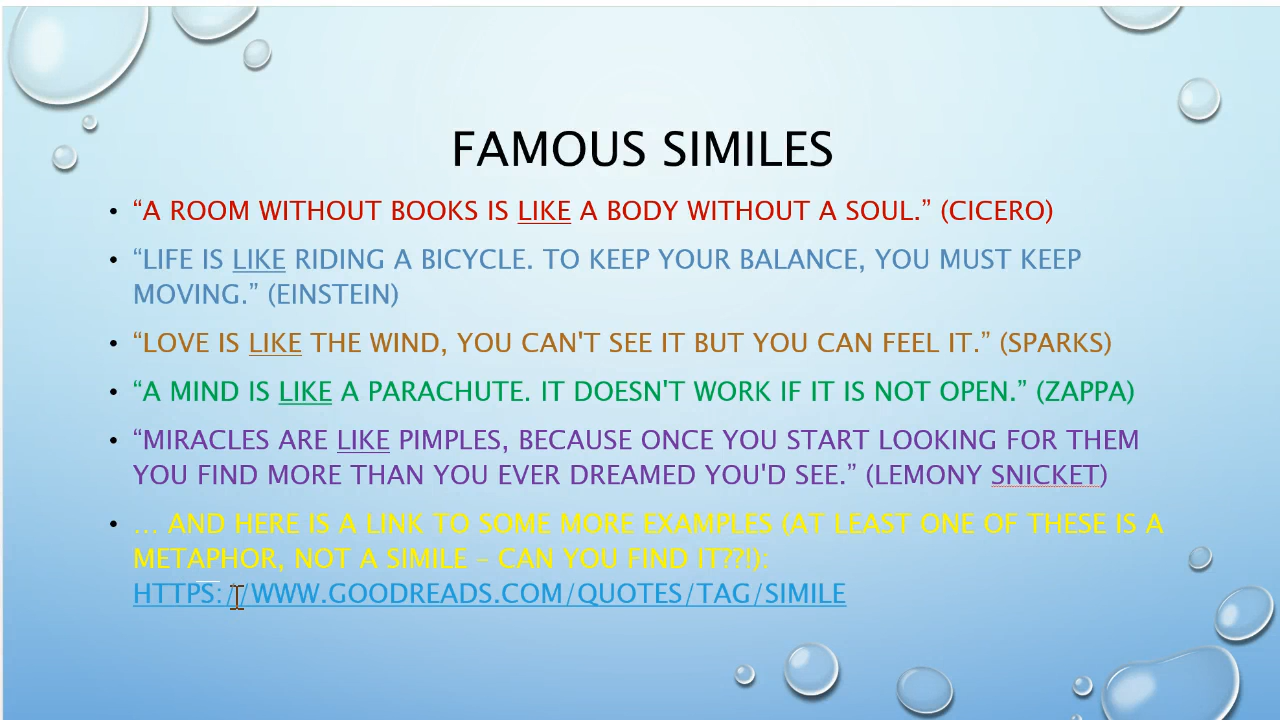 FAMOUS SIMILES
• “A ROOM WITHOUT BOOKS IS LIKE A BODY WITHOUT A SOUL.” (CICERO)
• “LIFE IS LIKE RIDING A BICYCLE. TO KEEP YOUR BALANCE, YOU MUST KEEP
MOVING.” (EINSTEIN)
• “LOVE IS LIKE THE WIND, YOU CAN'T SEE IT BUT YOU CAN FEEL IT.” (SPARKS)
• “A MIND IS LIKE A PARACHUTE. IT DOESN'T WORK IF IT IS NOT OPEN.” (ZAPPA)
• “MIRACLES ARE LIKE PIMPLES, BECAUSE ONCE YOU START LOOKING FOR THEM
YOU FIND MORE THAN YOU EVER DREAMED YOU'D SEE.” (LEMONY SNICKET)
• … AND HERE IS A LINK TO SOME MORE EXAMPLES (AT LEAST ONE OF THESE IS A
METAPHOR, NOT A SIMILE – CAN YOU FIND IT??!):
HTTPS://WWW.GOODREADS.COM/QUOTES/TAG/SIMILE